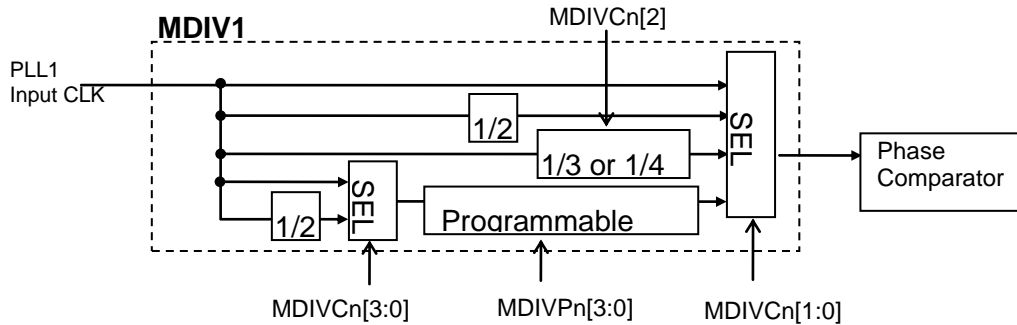 MDIVCn[2]
MDIV1
PLL1
Input CLK
1/2
SEL
1/3 or 1/4
Phase
Comparator
SEL
1/2
Programmable
MDIVCn[3:0]
MDIVPn[3:0]
MDIVCn[1:0]